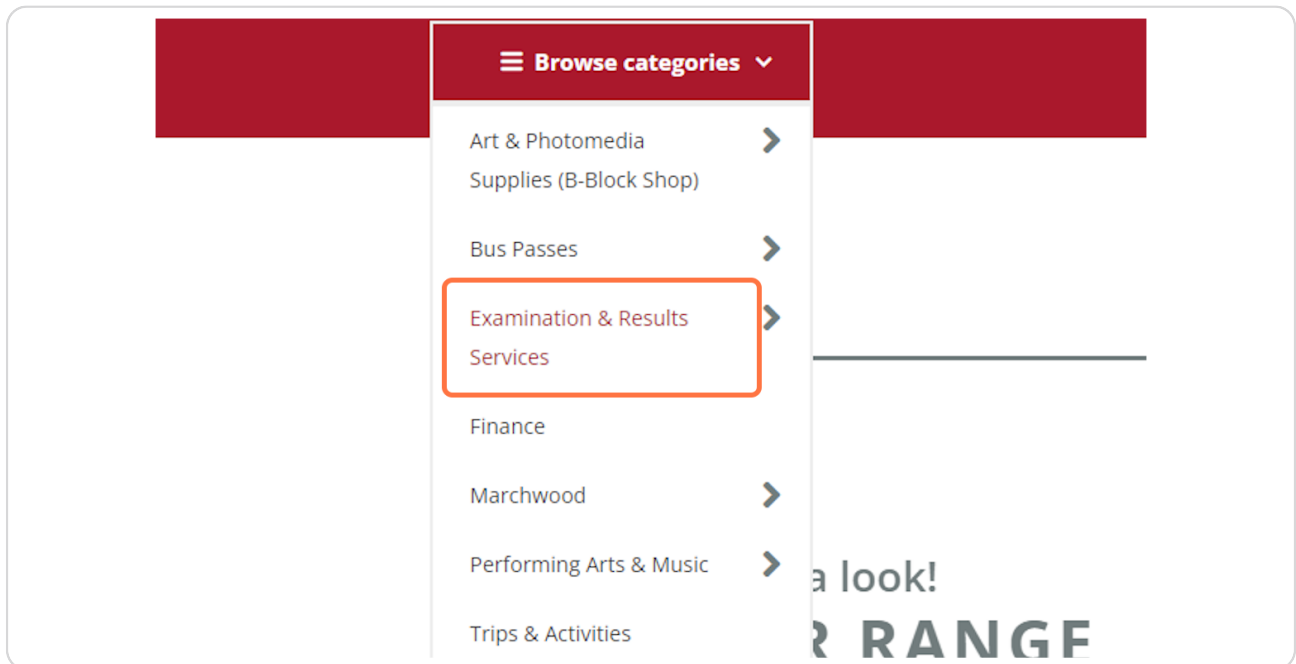 Browse categories
Art & Photomedia
Supplies (B-Block Shop)
Bus Passes
Examination & Results
Services
Finance
Marchwood
Performing Arts & Music
a look!
Trips & Activities
RANGE